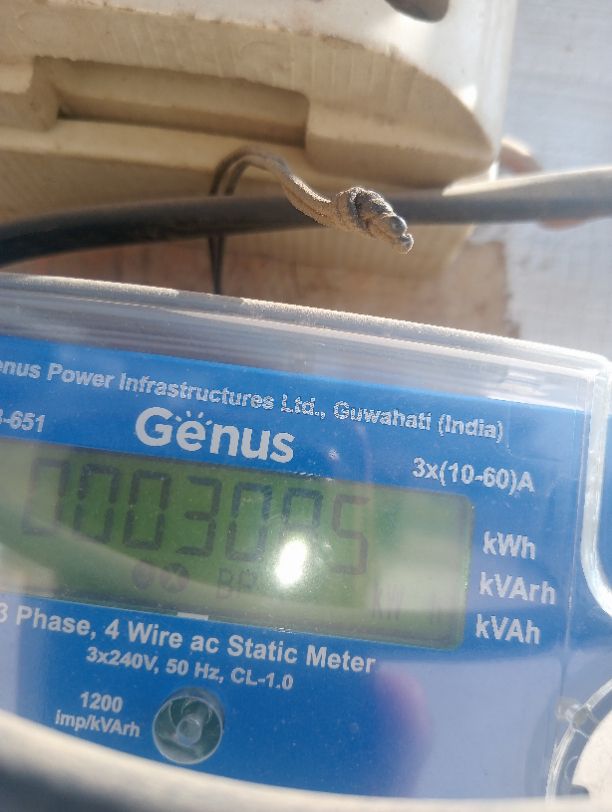 enus Power Infrastructures Ltd., Guwahati (India)
-651
Genus
3x(10-60)A
kWh
kVArh
kVAh
3 Phase, 4 Wire ac Static Meter
3x240V, 50 Hz, CL-1.0
1200
imp/kVArh